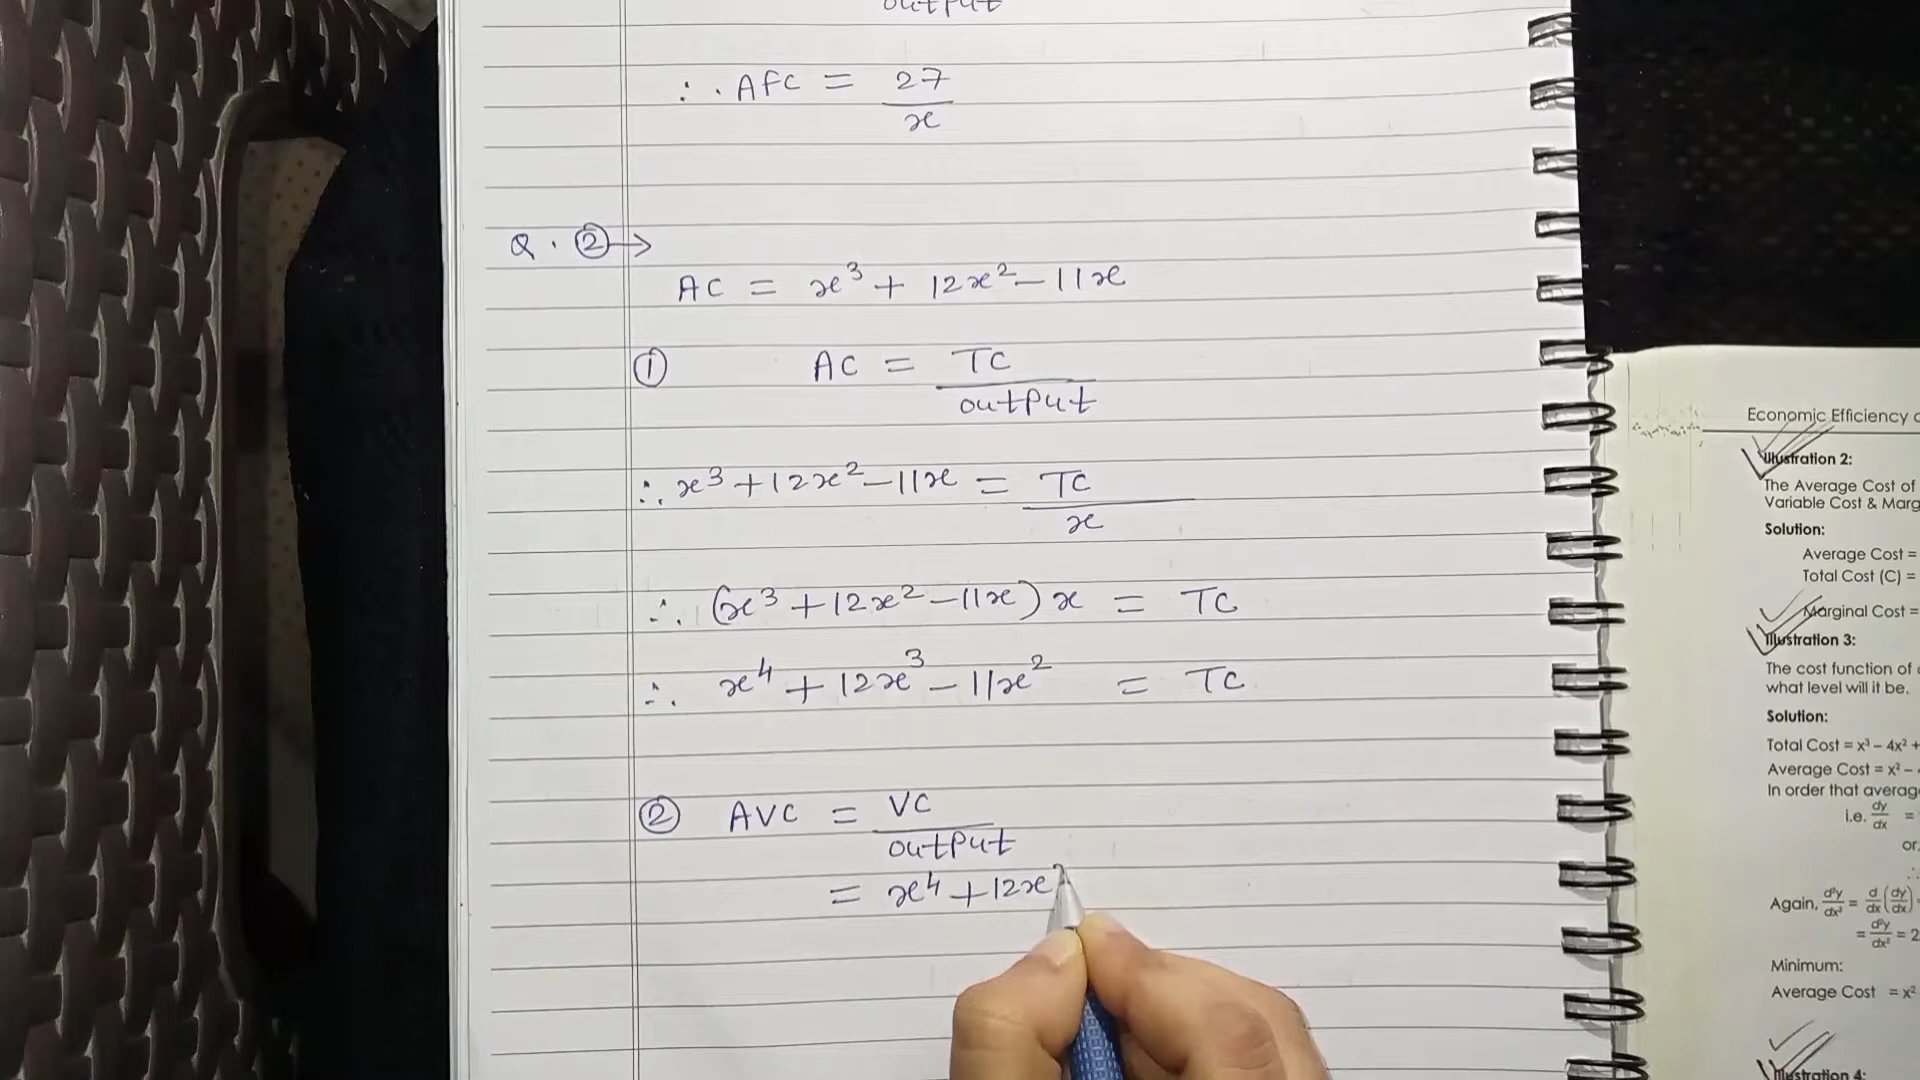 output
∴ AFC = 27
x
Q. ② →
AC = x³ + 12x² - 11x
① AC = TC
output
∴ x³ + 12x² - 11x = TC
x
∴ (x³ + 12x² - 11x) x = TC
∴ x⁴ + 12x³ - 11x² = TC
② AVC = VC
output
= x⁴ + 12x
Economic Efficiency
Illustration 2:
The Average Cost of
Variable Cost & Marg
Solution:
Average Cost =
Total Cost (C) =
Marginal Cost =
Illustration 3:
The cost function of
what level will it be.
Solution:
Total Cost = x³ – 4x² +
Average Cost = x² –
In order that averag
i.e. dy/dx =
or,
∴
Again, d²y/dx² = d/dx (dy/dx)
= d²y/dx² = 2
Minimum:
Average Cost = x²
Illustration 4: